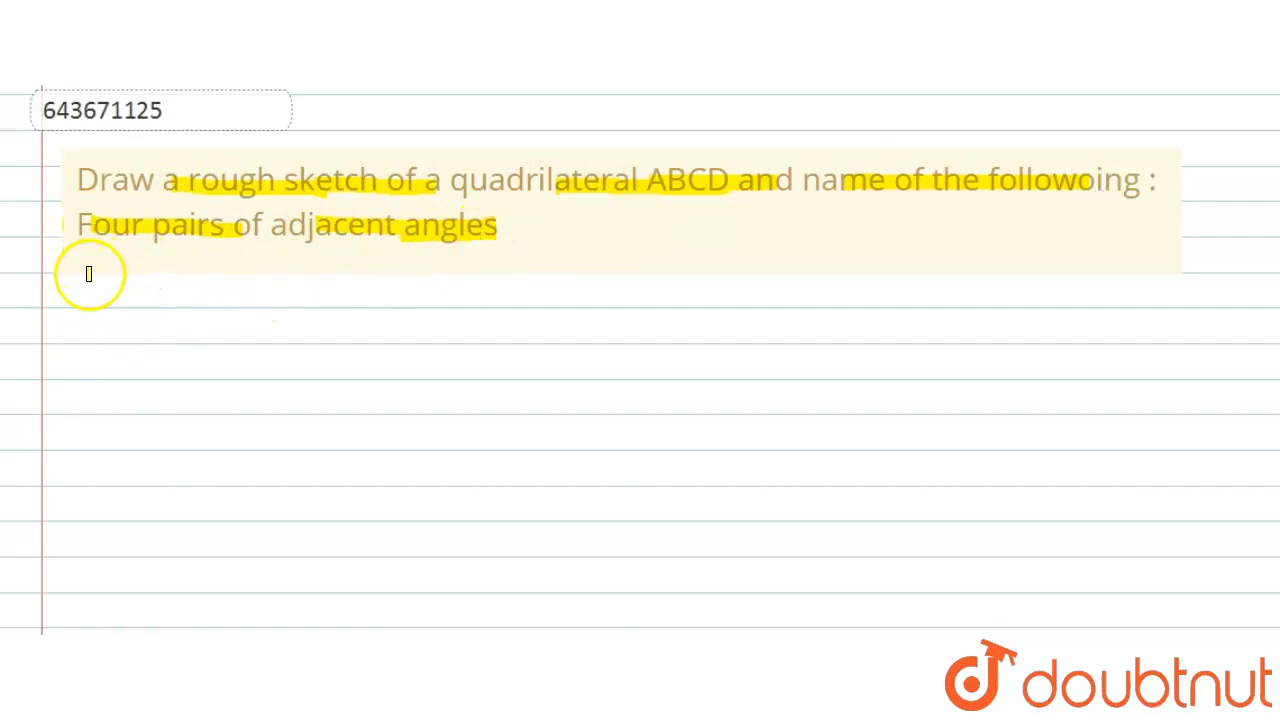 643671125
Draw a rough sketch of a quadrilateral ABCD and name of the followoing :
Four pairs of adjacent angles
doubtnut